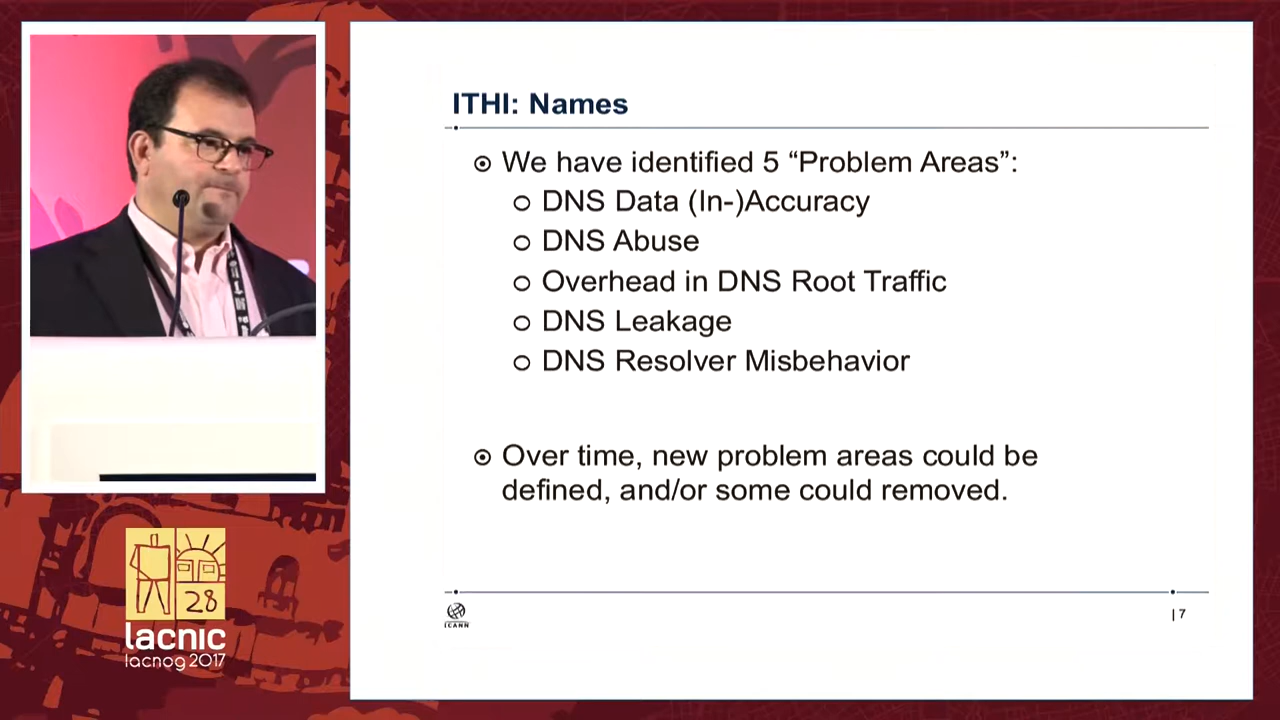 ITHI: Names
We have identified 5 “Problem Areas”:
DNS Data (In-)Accuracy
DNS Abuse
Overhead in DNS Root Traffic
DNS Leakage
DNS Resolver Misbehavior
Over time, new problem areas could be
defined, and/or some could removed.
ICANN
| 7
28
lacnic
lacnog 2017